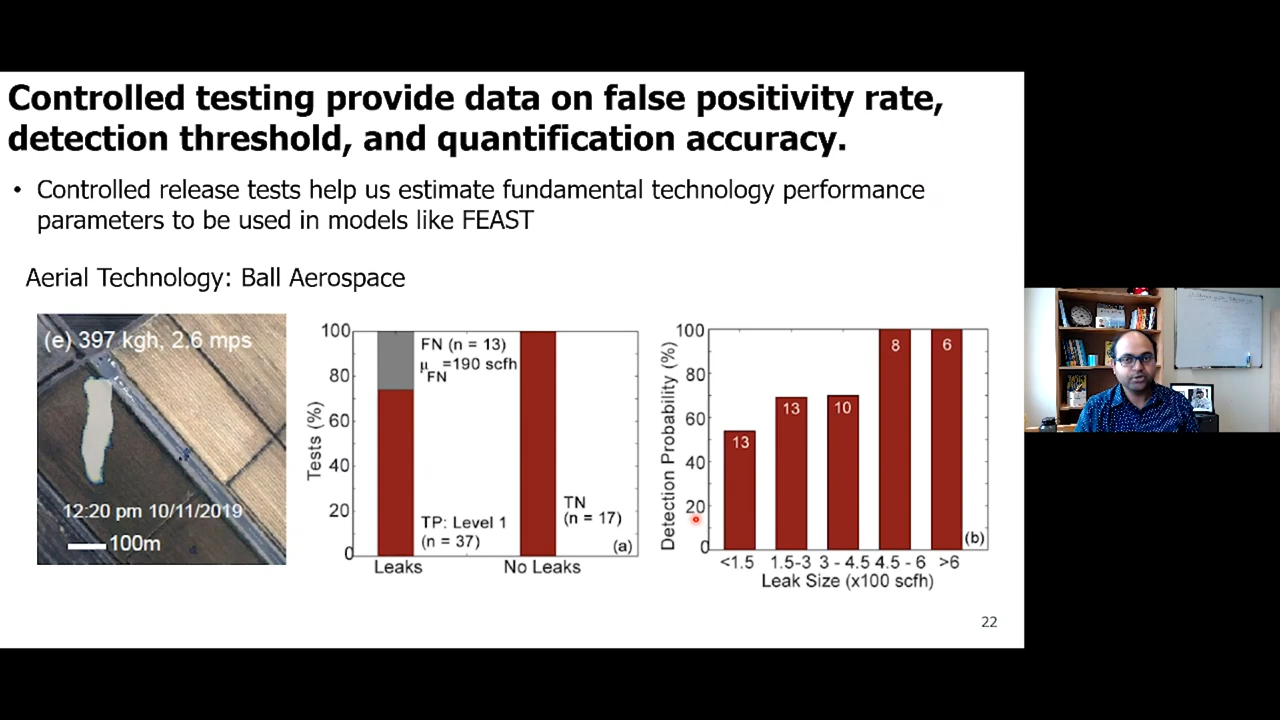 Controlled testing provide data on false positivity rate,
detection threshold, and quantification accuracy.
• Controlled release tests help us estimate fundamental technology performance
parameters to be used in models like FEAST
Aerial Technology: Ball Aerospace
(e) 397 kgh, 2.6 mps
12:20 pm 10/11/2019
100m
Tests (%)
100
80
60
40
20
0
FN (n = 13)
μFN =190 scfh
TP: Level 1
(n = 37)
TN
(n = 17)
(a)
Leaks
No Leaks
Detection Probability (%)
100
80
60
40
20
0
13
13
10
8
6
(b)
<1.5 1.5-3 3 - 4.5 4.5 - 6 >6
Leak Size (x100 scfh)
22